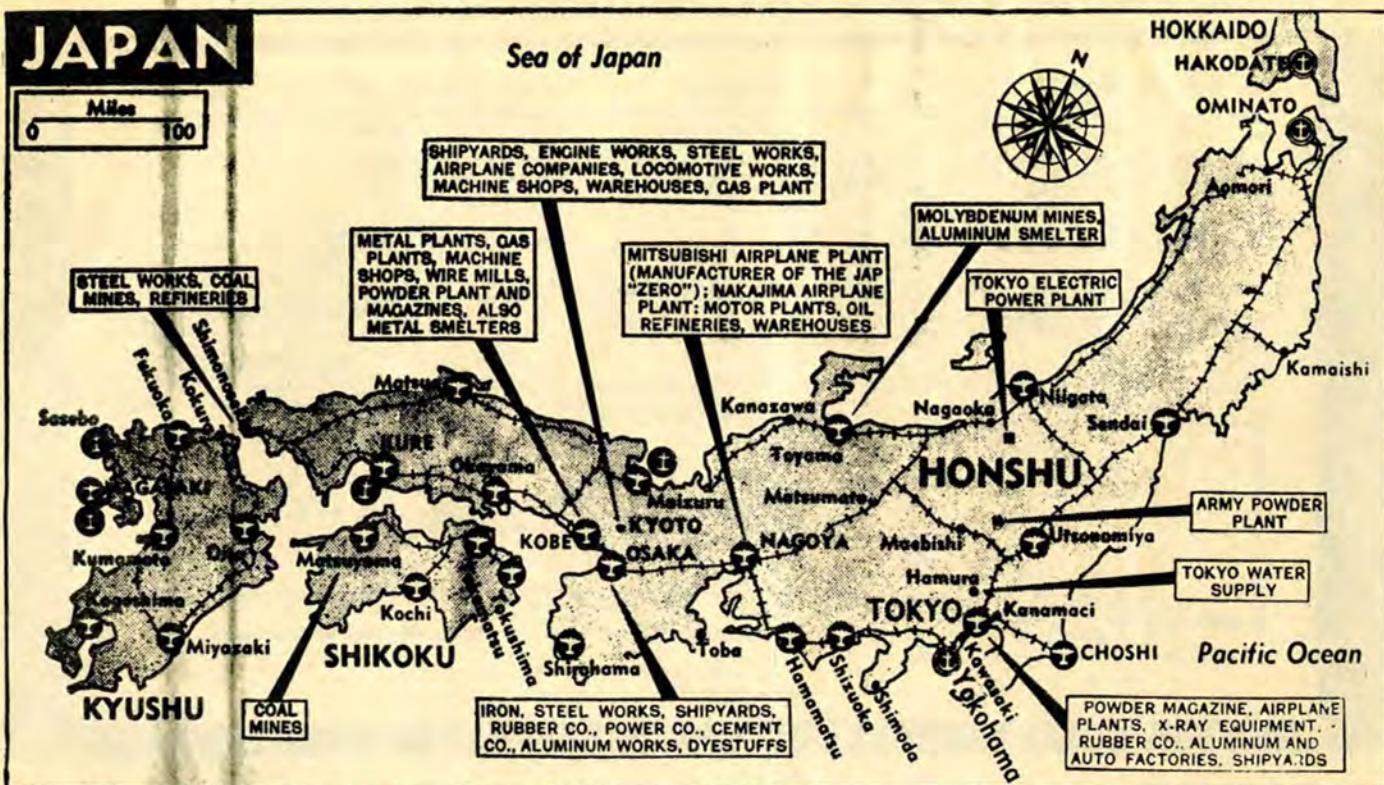 JAPAN
Miles
0 100
Sea of Japan
N
HOKKAIDO
HAKODATE
OMINATO
Aomori
SHIPYARDS, ENGINE WORKS, STEEL WORKS,
AIRPLANE COMPANIES, LOCOMOTIVE WORKS,
MACHINE SHOPS, WAREHOUSES, GAS PLANT
MOLYBDENUM MINES,
ALUMINUM SMELTER
METAL PLANTS, GAS
PLANTS, MACHINE
SHOPS, WIRE MILLS,
POWDER PLANT AND
MAGAZINES, ALSO
METAL SMELTERS
MITSUBISHI AIRPLANE PLANT
(MANUFACTURER OF THE JAP
"ZERO"); NAKAJIMA AIRPLANE
PLANT: MOTOR PLANTS, OIL
REFINERIES, WAREHOUSES
TOKYO ELECTRIC
POWER PLANT
STEEL WORKS, COAL
MINES, REFINERIES
Shimonoseki
Kokura
Fukuoka
Sasebo
NAGASAKI
Kumamoto
Oita
Kagoshima
Miyazaki
KYUSHU
Matsue
KURE
Okayama
Maizuru
KYOTO
KOBE
OSAKA
Matsuyama
Kochi
Takamatsu
Tokushima
SHIKOKU
COAL
MINES
Shirahama
Toba
NAGOYA
Kanazawa
Toyama
Matsumato
Nagaoka
Niigata
Sendai
Kamaishi
HONSHU
ARMY POWDER
PLANT
Maebishi
Utsonomiya
Hamura
TOKYO WATER
SUPPLY
TOKYO
Kanamaci
CHOSHI
Pacific Ocean
Kawasaki
Yokohama
Shimoda
Shizuoka
Hamamatsu
IRON, STEEL WORKS, SHIPYARDS,
RUBBER CO., POWER CO., CEMENT
CO., ALUMINUM WORKS, DYESTUFFS
POWDER MAGAZINE, AIRPLANE
PLANTS, X-RAY EQUIPMENT,
RUBBER CO., ALUMINUM AND
AUTO FACTORIES, SHIPYARDS